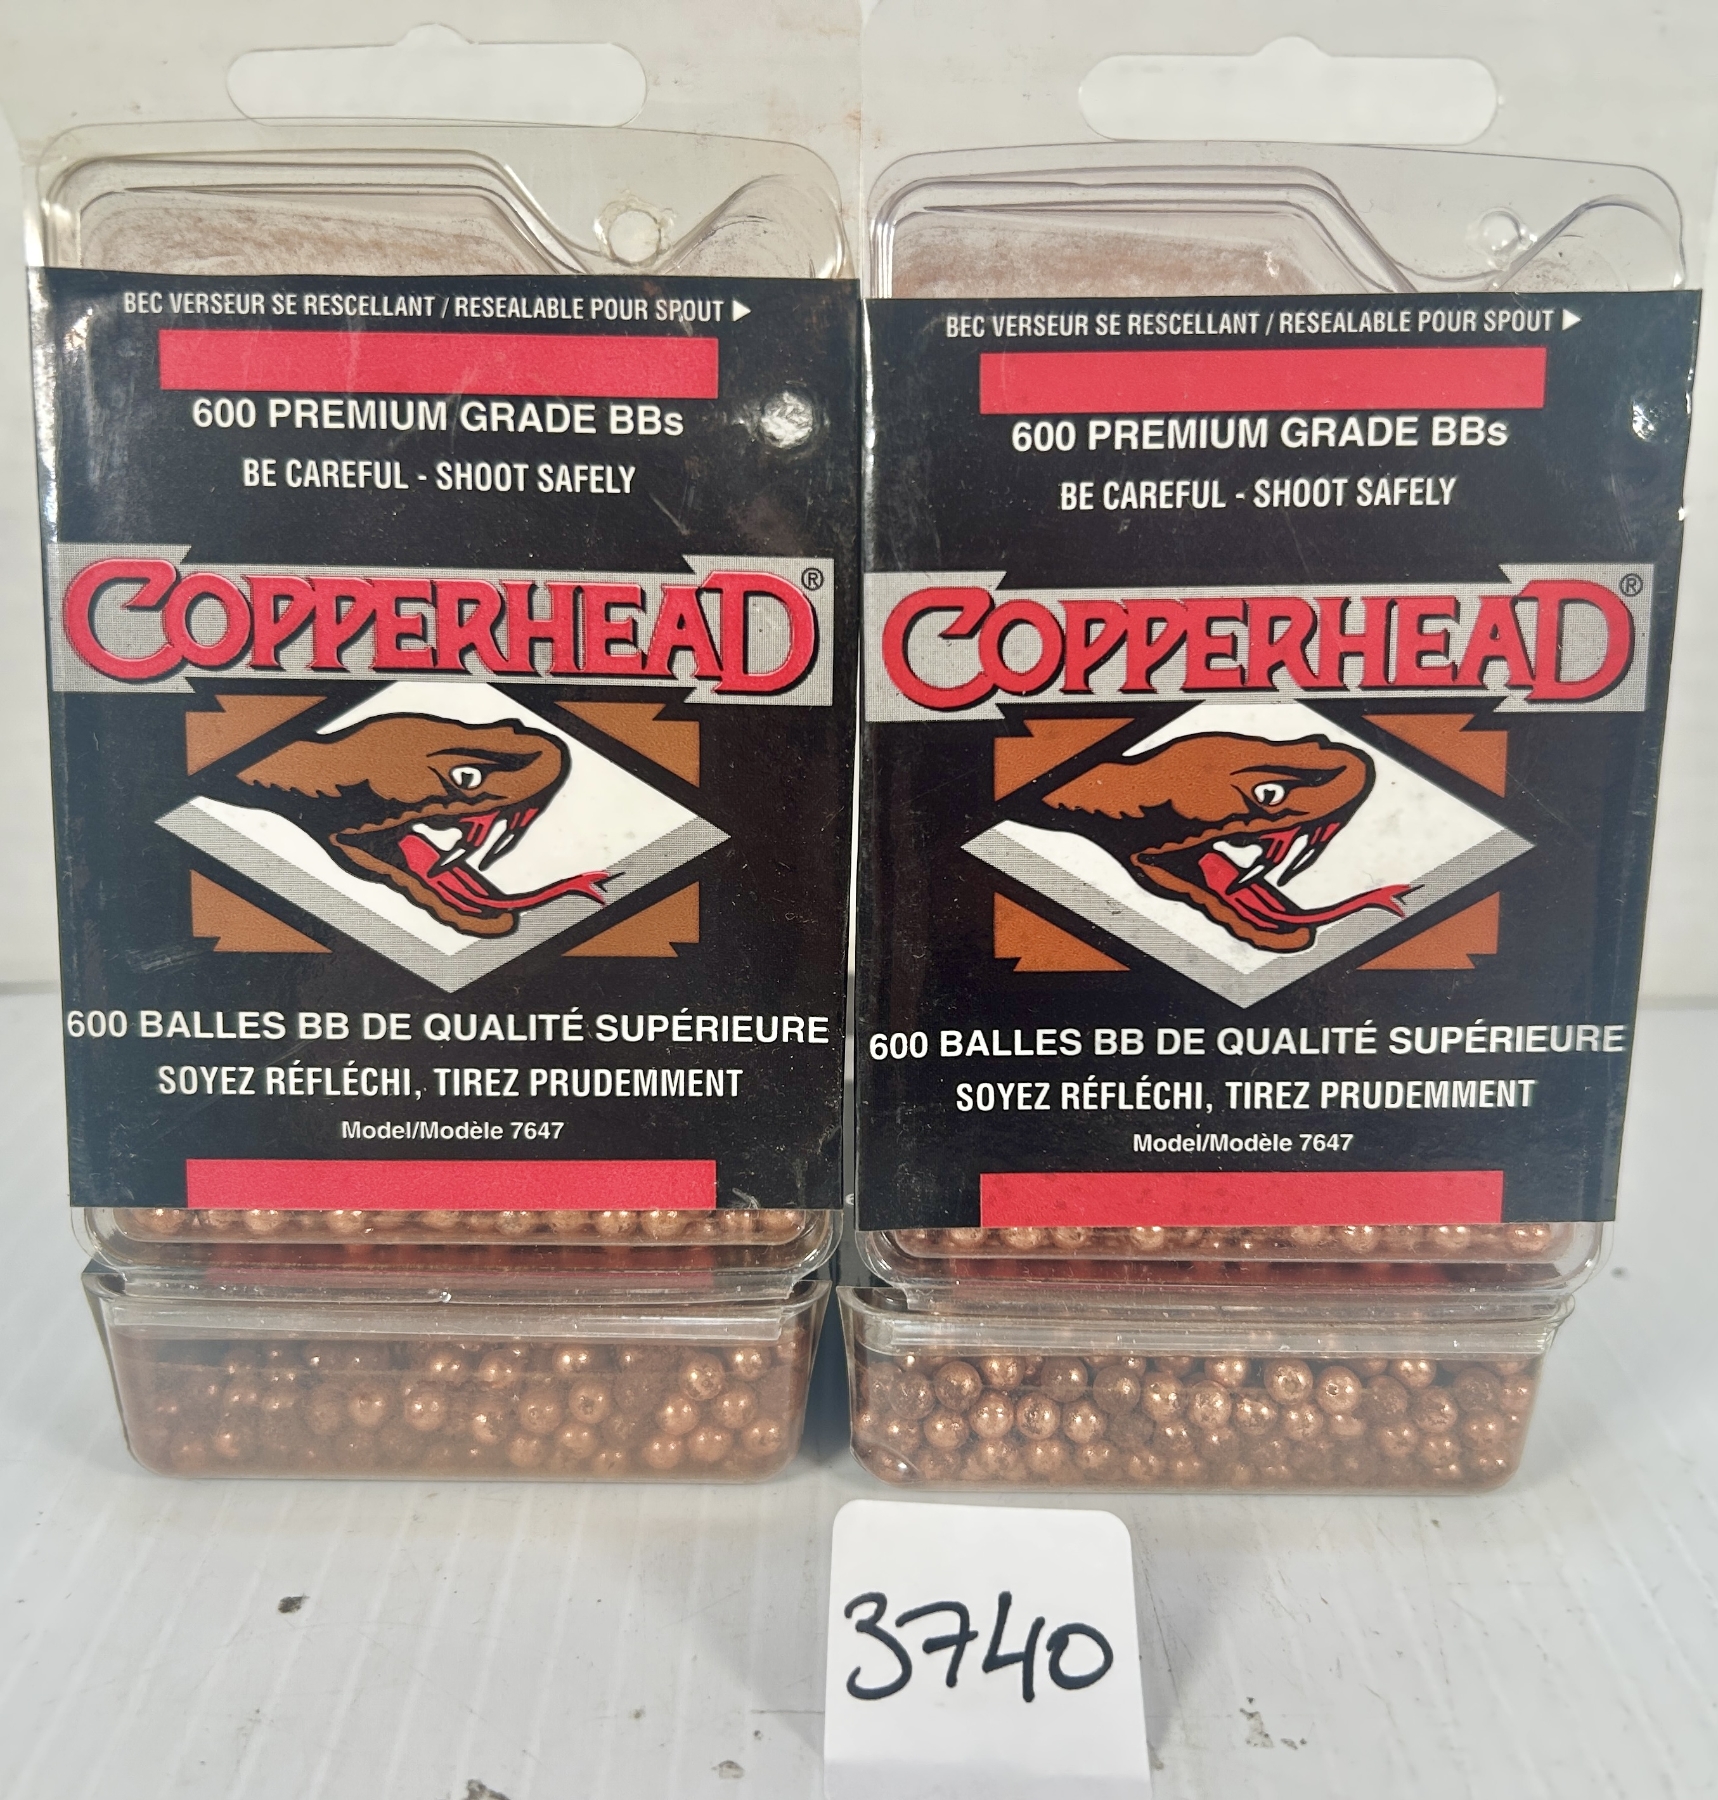 BEC VERSEUR SE RESCELLANT / RESEALABLE POUR SPOUT ▶
600 PREMIUM GRADE BBs
BE CAREFUL - SHOOT SAFELY
COPPERHEAD®
600 BALLES BB DE QUALITÉ SUPÉRIEURE
SOYEZ RÉFLÉCHI, TIREZ PRUDEMMENT
Model/Modèle 7647
BEC VERSEUR SE RESCELLANT / RESEALABLE POUR SPOUT ▶
600 PREMIUM GRADE BBs
BE CAREFUL - SHOOT SAFELY
COPPERHEAD®
600 BALLES BB DE QUALITÉ SUPÉRIEURE
SOYEZ RÉFLÉCHI, TIREZ PRUDEMMENT
Model/Modèle 7647
3740